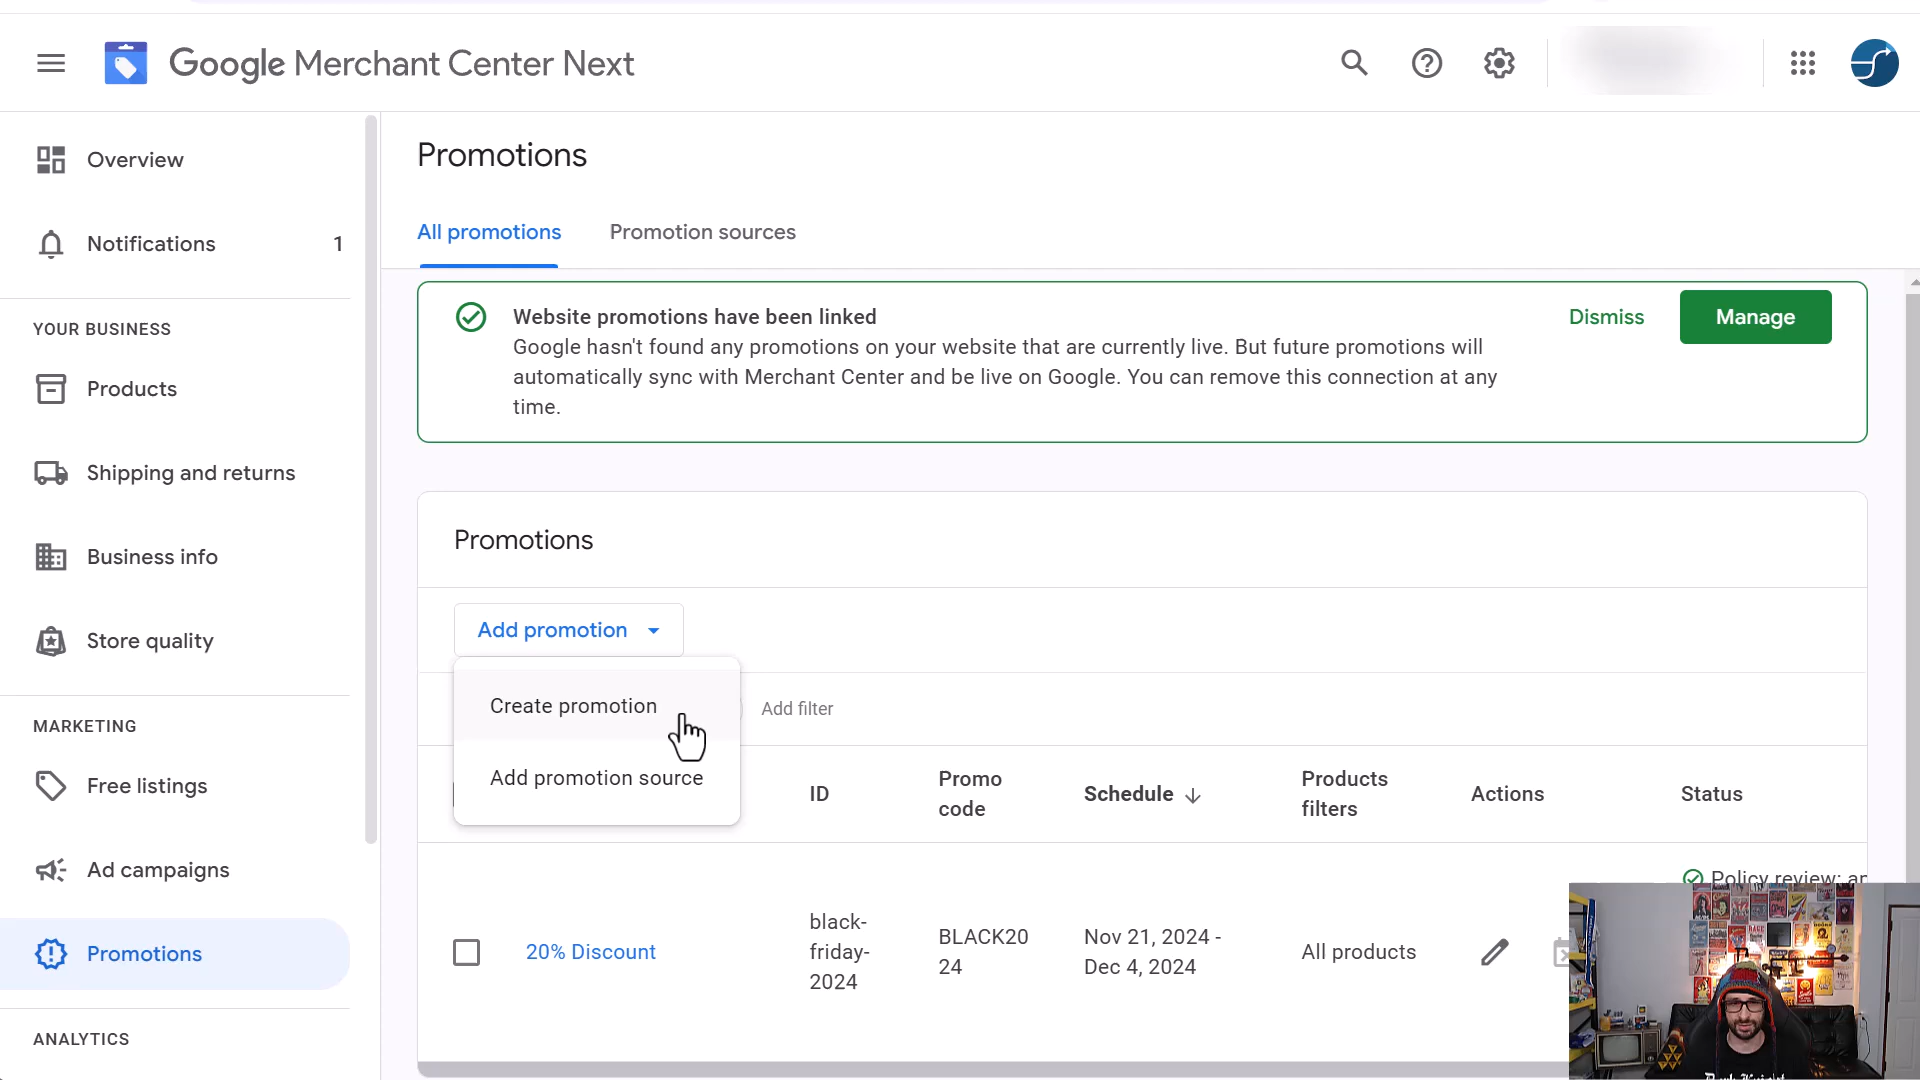 Google Merchant Center Next
Overview
Notifications 1
YOUR BUSINESS
Products
Shipping and returns
Business info
Store quality
MARKETING
Free listings
Ad campaigns
Promotions
ANALYTICS
Promotions
All promotions Promotion sources
Website promotions have been linked
Google hasn't found any promotions on your website that are currently live. But future promotions will
automatically sync with Merchant Center and be live on Google. You can remove this connection at any
time.
Dismiss Manage
Promotions
Add promotion
Create promotion
Add promotion source
Add filter
ID Promo code Schedule Products filters Actions Status
Policy review:
20% Discount
black-
friday-
2024
BLACK20
24
Nov 21, 2024 -
Dec 4, 2024
All products